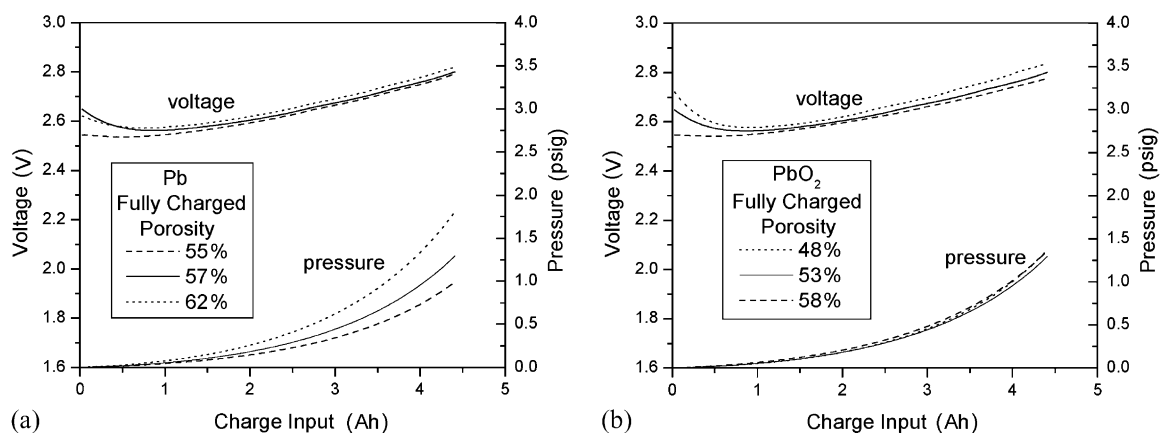 3.0
2.8
2.6
2.4
2.2
2.0
1.8
1.6
Voltage (V)
4.0
3.5
3.0
2.5
2.0
1.5
1.0
0.5
0.0
Pressure (psig)
voltage
Pb
Fully Charged
Porosity
55%
57%
62%
pressure
0 1 2 3 4 5
(a)
Charge Input (Ah)
3.0
2.8
2.6
2.4
2.2
2.0
1.8
1.6
Voltage (V)
4.0
3.5
3.0
2.5
2.0
1.5
1.0
0.5
0.0
Pressure (psig)
voltage
PbO2
Fully Charged
Porosity
48%
53%
58%
pressure
0 1 2 3 4 5
(b)
Charge Input (Ah)